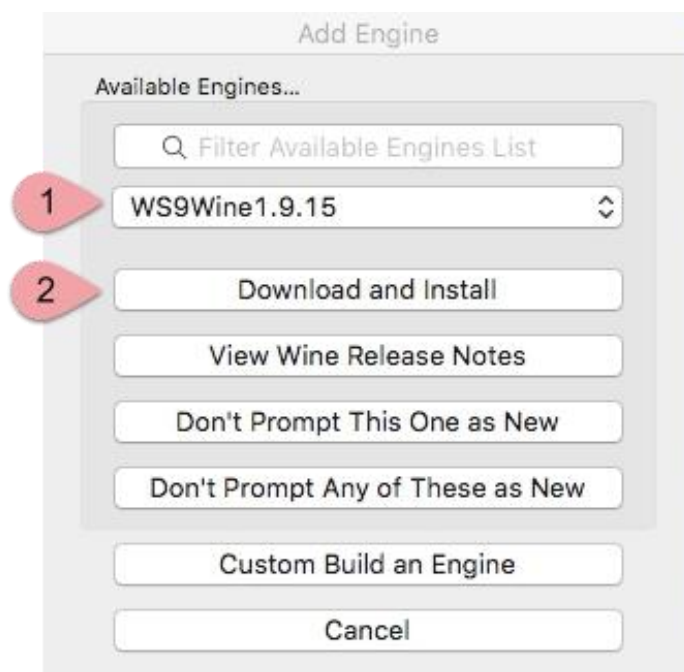 Add Engine
Available Engines...
Filter Available Engines List
1
WS9Wine1.9.15
2
Download and Install
View Wine Release Notes
Don't Prompt This One as New
Don't Prompt Any of These as New
Custom Build an Engine
Cancel